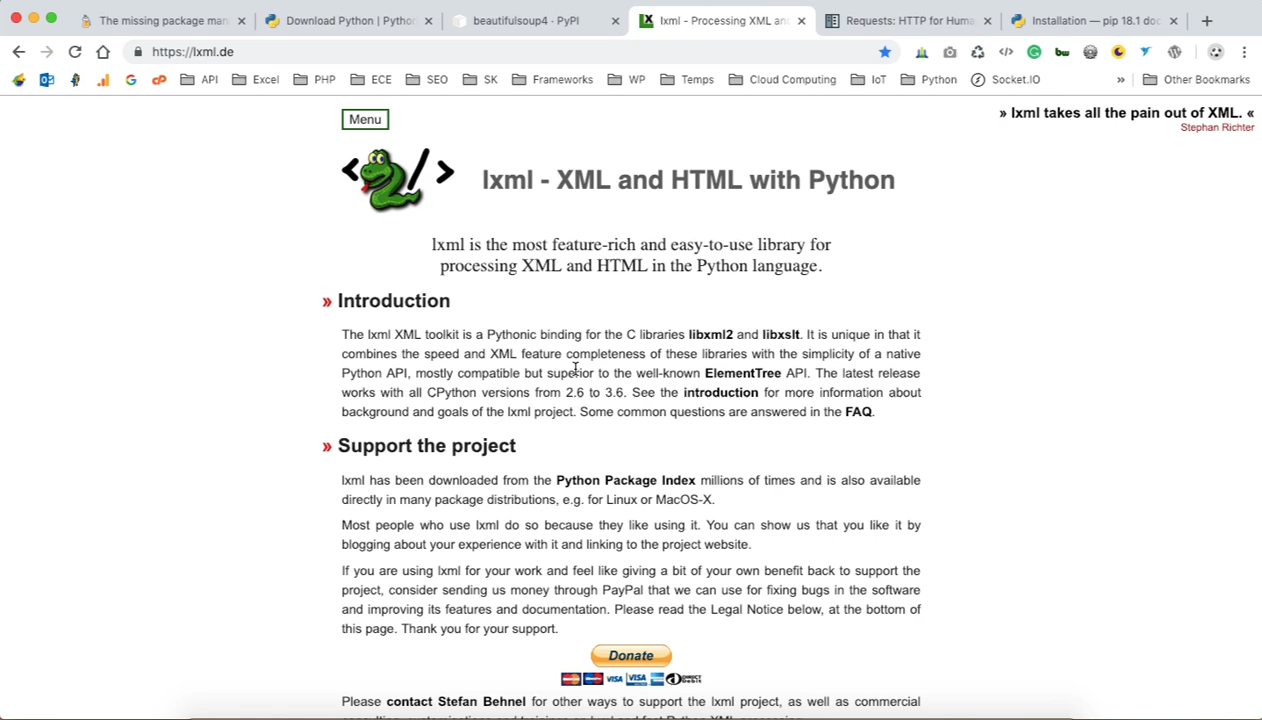 The missing package man
Download Python | Python
beautifulsoup4 · PyPI
lxml - Processing XML and
Requests: HTTP for Huma
Installation — pip 18.1 doc
https://lxml.de
API
Excel
PHP
ECE
SEO
SK
Frameworks
WP
Temps
Cloud Computing
IoT
Python
Socket.IO
»
Other Bookmarks
Menu
» lxml takes all the pain out of XML. «
Stephan Richter
lxml - XML and HTML with Python
lxml is the most feature-rich and easy-to-use library for
processing XML and HTML in the Python language.
» Introduction
The lxml XML toolkit is a Pythonic binding for the C libraries libxml2 and libxslt. It is unique in that it
combines the speed and XML feature completeness of these libraries with the simplicity of a native
Python API, mostly compatible but superior to the well-known ElementTree API. The latest release
works with all CPython versions from 2.6 to 3.6. See the introduction for more information about
background and goals of the lxml project. Some common questions are answered in the FAQ.
» Support the project
lxml has been downloaded from the Python Package Index millions of times and is also available
directly in many package distributions, e.g. for Linux or MacOS-X.
Most people who use lxml do so because they like using it. You can show us that you like it by
blogging about your experience with it and linking to the project website.
If you are using lxml for your work and feel like giving a bit of your own benefit back to support the
project, consider sending us money through PayPal that we can use for fixing bugs in the software
and improving its features and documentation. Please read the Legal Notice below, at the bottom of
this page. Thank you for your support.
Donate
VISA VISA
Please contact Stefan Behnel for other ways to support the lxml project, as well as commercial